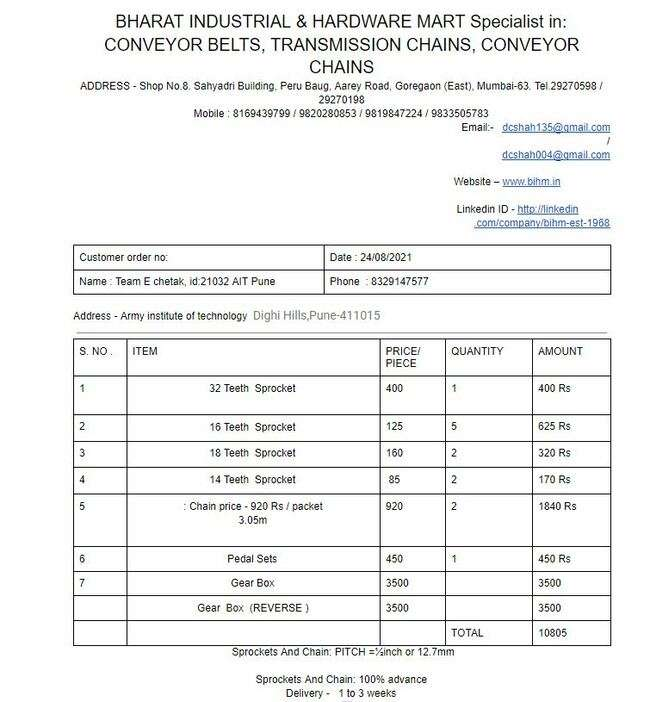 BHARAT INDUSTRIAL & HARDWARE MART Specialist in:
CONVEYOR BELTS, TRANSMISSION CHAINS, CONVEYOR
CHAINS
ADDRESS - Shop No.8. Sahyadri Building, Peru Baug, Aarey Road, Goregaon (East), Mumbai-63. Tel.29270598 /
29270198
Mobile : 8169439799 / 9820280853 / 9819847224 / 9833505783
Email:- dcshah135@gmail.com
/
dcshah004@gmail.com
Website – www.bihm.in
Linkedin ID - http://linkedin
.com/company/bihm-est-1968
Customer order no: Date : 24/08/2021
Name : Team E chetak, id:21032 AIT Pune Phone : 8329147577
Address - Army institute of technology Dighi Hills,Pune-411015
S. NO . ITEM PRICE/ QUANTITY AMOUNT
PIECE
1 32 Teeth Sprocket 400 1 400 Rs
2 16 Teeth Sprocket 125 5 625 Rs
3 18 Teeth Sprocket 160 2 320 Rs
4 14 Teeth Sprocket 85 2 170 Rs
5 : Chain price - 920 Rs / packet 920 2 1840 Rs
3.05m
6 Pedal Sets 450 1 450 Rs
7 Gear Box 3500 3500
Gear Box (REVERSE ) 3500 3500
TOTAL 10805
Sprockets And Chain: PITCH =½inch or 12.7mm
Sprockets And Chain: 100% advance
Delivery - 1 to 3 weeks